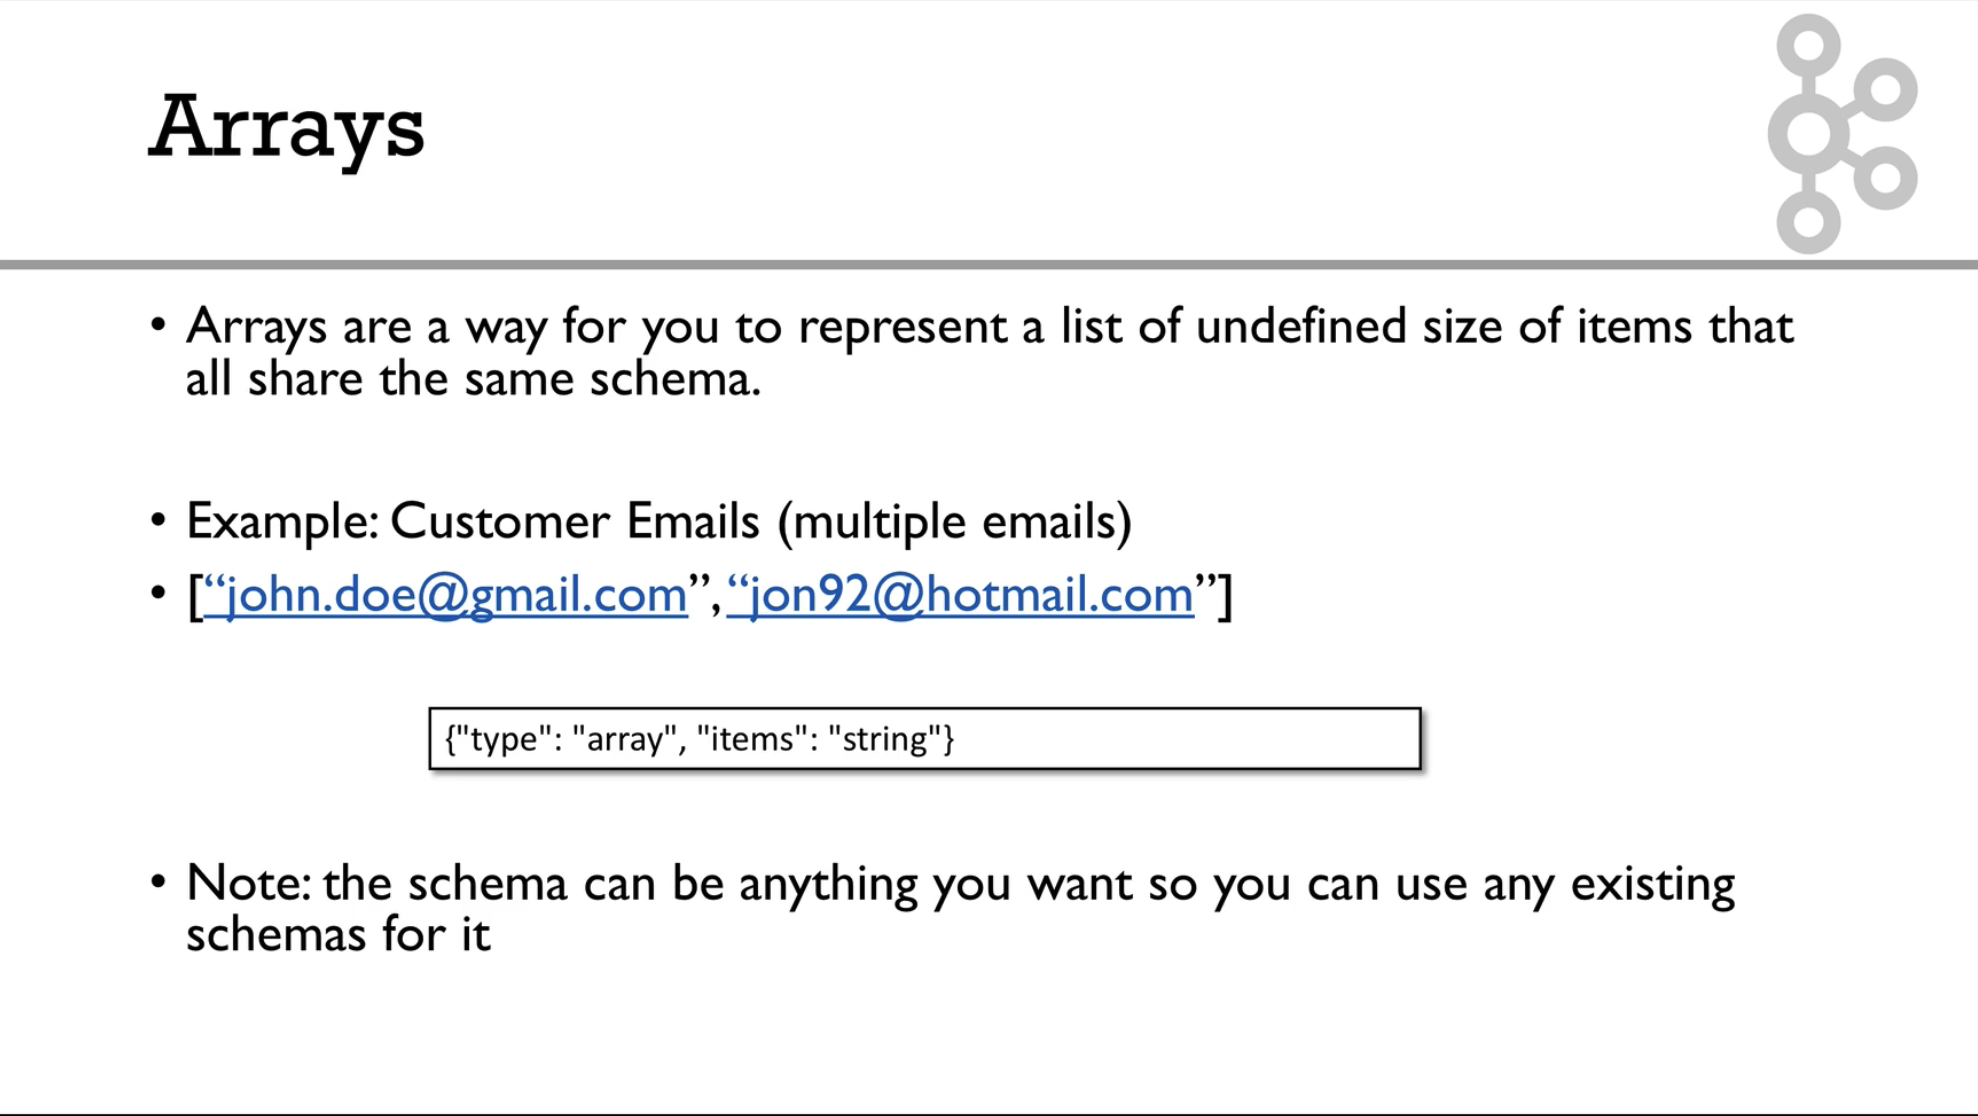 Arrays
• Arrays are a way for you to represent a list of undefined size of items that
all share the same schema.
• Example: Customer Emails (multiple emails)
• [“john.doe@gmail.com”,“jon92@hotmail.com”]
{"type": "array", "items": "string"}
• Note: the schema can be anything you want so you can use any existing
schemas for it